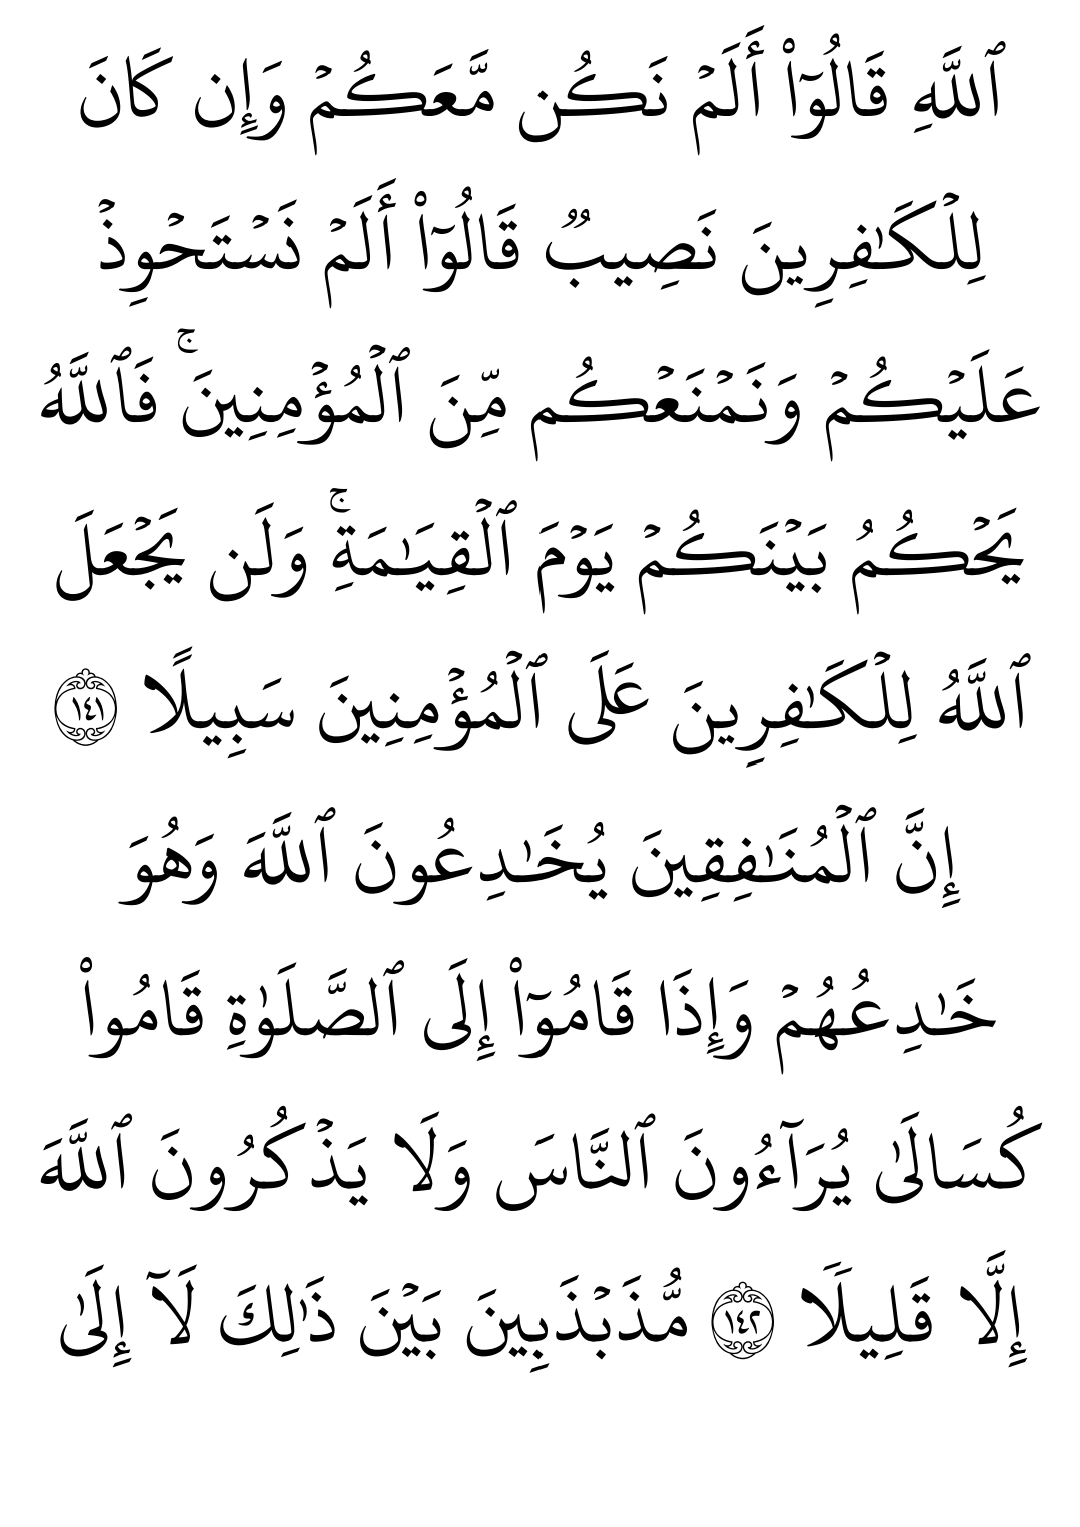 ٱللَّهِ قَالُوٓا۟ أَلَمْ نَكُن مَّعَكُمْ وَإِن كَانَ
لِلْكَـٰفِرِينَ نَصِيبٌ قَالُوٓا۟ أَلَمْ نَسْتَحْوِذْ
عَلَيْكُمْ وَنَمْنَعْكُم مِّنَ ٱلْمُؤْمِنِينَ ۚ فَٱللَّهُ
يَحْكُمُ بَيْنَكُمْ يَوْمَ ٱلْقِيَـٰمَةِ ۚ وَلَن يَجْعَلَ
ٱللَّهُ لِلْكَـٰفِرِينَ عَلَى ٱلْمُؤْمِنِينَ سَبِيلًا ١٤١
إِنَّ ٱلْمُنَـٰفِقِينَ يُخَـٰدِعُونَ ٱللَّهَ وَهُوَ
خَـٰدِعُهُمْ وَإِذَا قَامُوٓا۟ إِلَى ٱلصَّلَوٰةِ قَامُوا۟
كُسَالَىٰ يُرَآءُونَ ٱلنَّاسَ وَلَا يَذْكُرُونَ ٱللَّهَ
إِلَّا قَلِيلًا ١٤٢ مُّذَبْذَبِينَ بَيْنَ ذَٰلِكَ لَآ إِلَىٰ